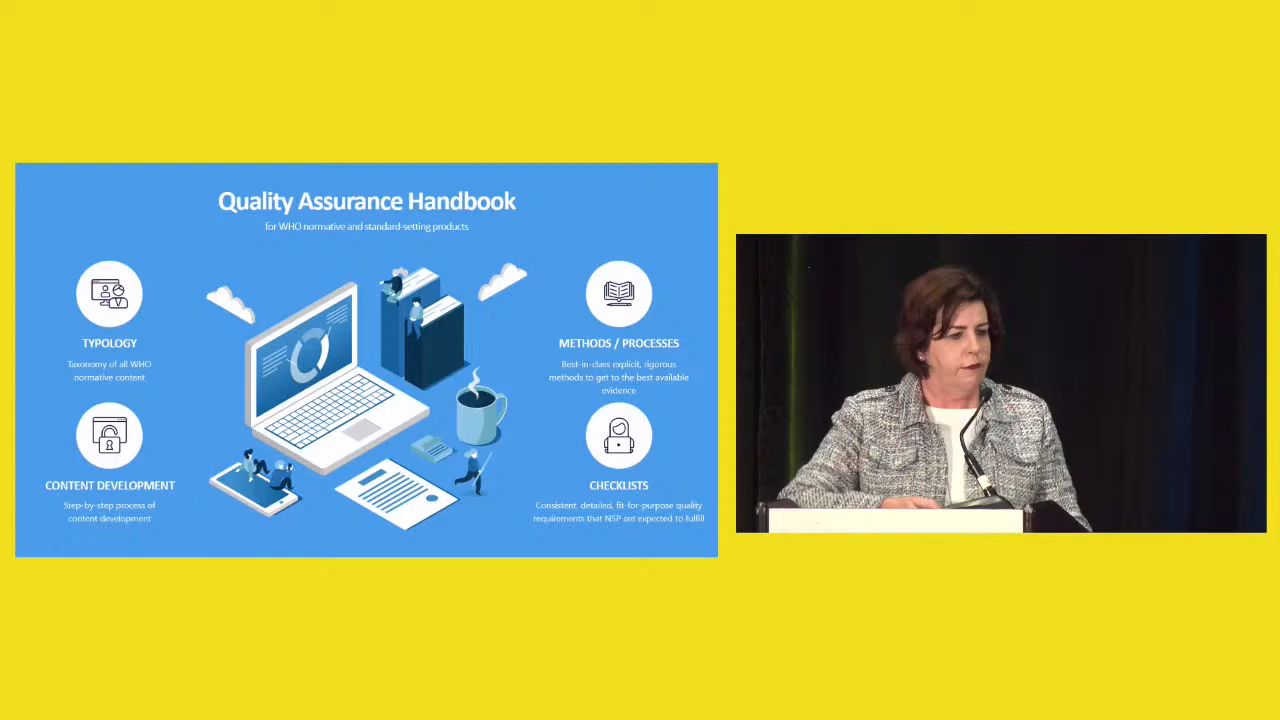 Quality Assurance Handbook
for WHO normative and standard-setting products
TYPOLOGY
Taxonomy of all WHO
normative content
METHODS / PROCESSES
Best-in-class explicit, rigorous
methods to get to the best available
evidence
CONTENT DEVELOPMENT
Step-by-step process of
content development
CHECKLISTS
Consistent, detailed, fit-for-purpose quality
requirements that NSP are expected to fulfill